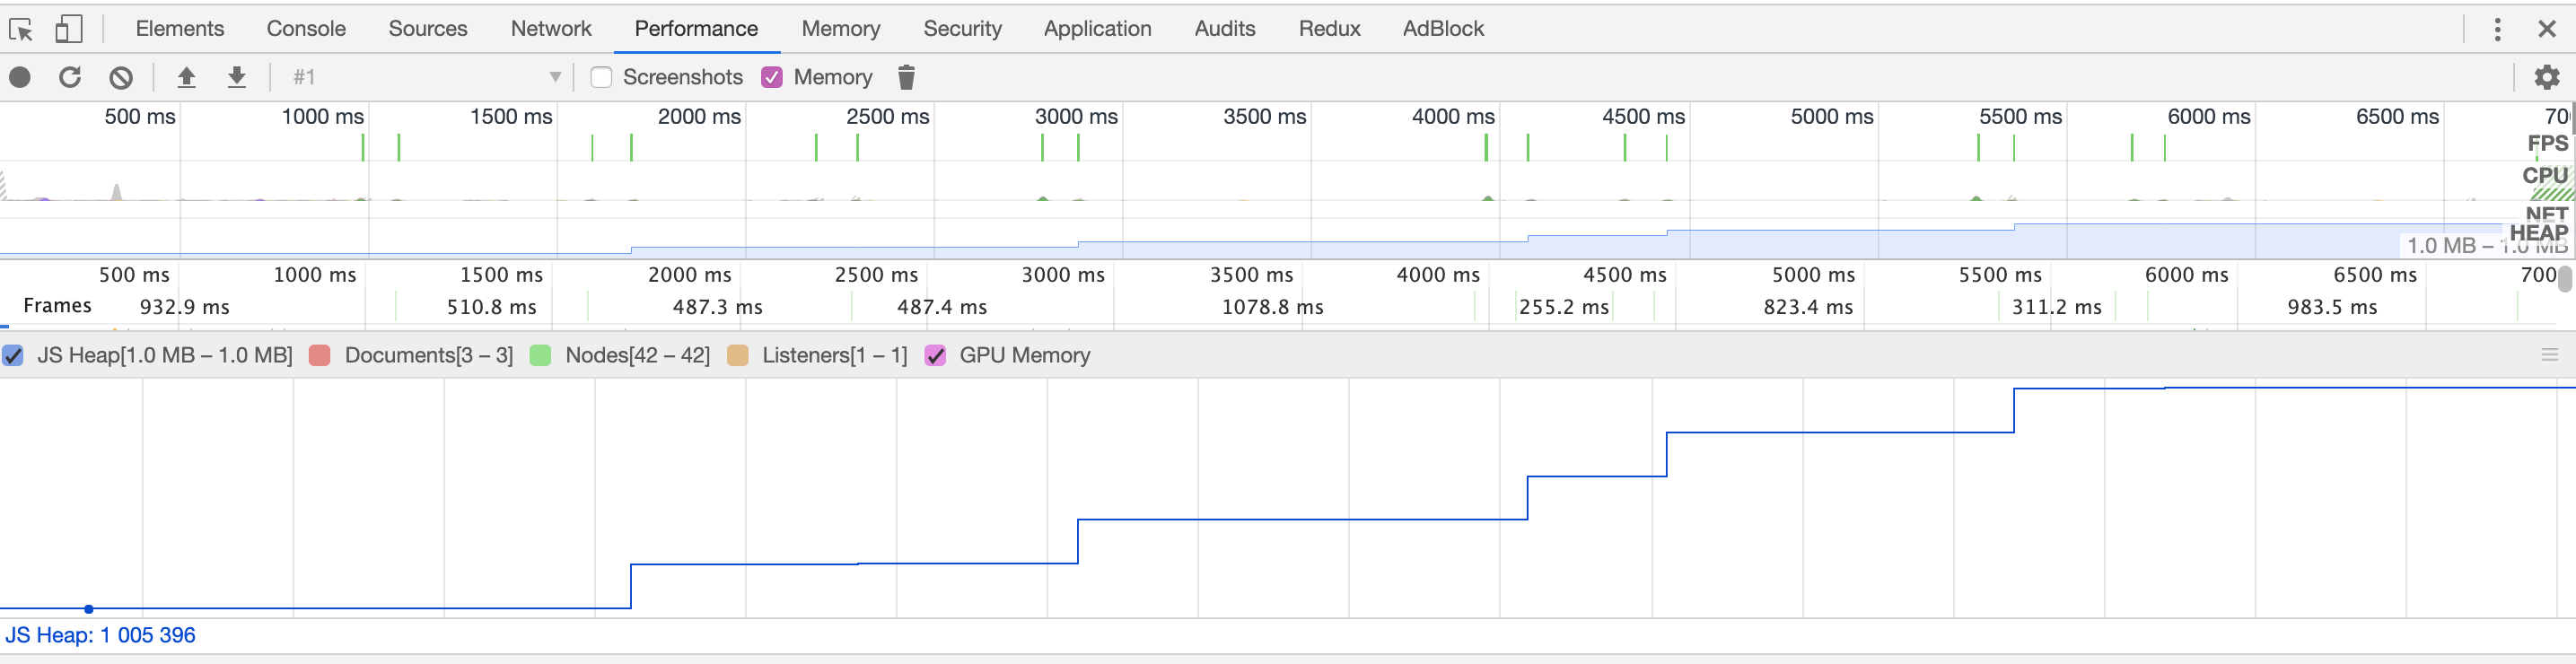 Elements Console Sources Network Performance Memory Security Application Audits Redux AdBlock
#1 Screenshots Memory
500 ms 1000 ms 1500 ms 2000 ms 2500 ms 3000 ms 3500 ms 4000 ms 4500 ms 5000 ms 5500 ms 6000 ms 6500 ms 70
FPS
CPU
NET
HEAP
1.0 MB – 1.0 MB
500 ms 1000 ms 1500 ms 2000 ms 2500 ms 3000 ms 3500 ms 4000 ms 4500 ms 5000 ms 5500 ms 6000 ms 6500 ms 700
Frames 932.9 ms 510.8 ms 487.3 ms 487.4 ms 1078.8 ms 255.2 ms 823.4 ms 311.2 ms 983.5 ms
JS Heap[1.0 MB – 1.0 MB] Documents[3 – 3] Nodes[42 – 42] Listeners[1 – 1] GPU Memory
JS Heap: 1 005 396